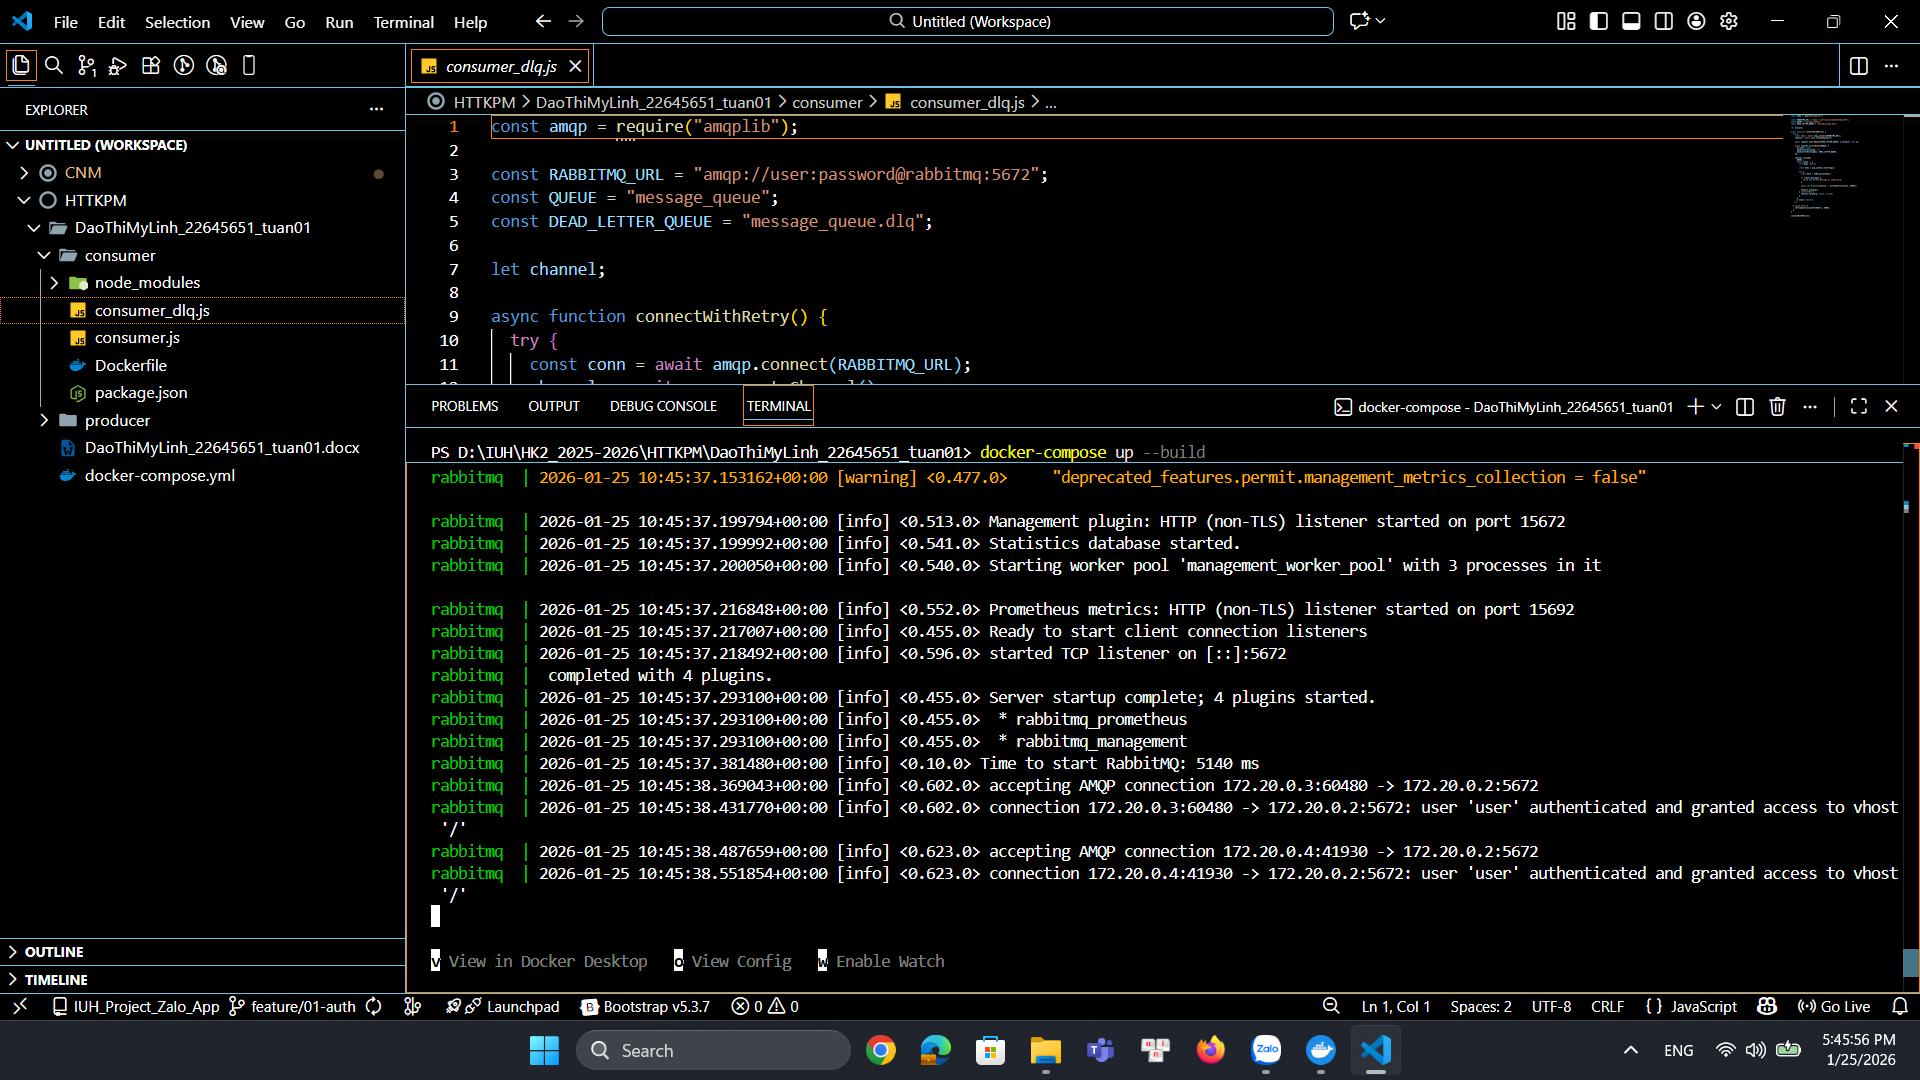 File Edit Selection View Go Run Terminal Help
Untitled (Workspace)
EXPLORER
UNTITLED (WORKSPACE)
CNM
HTTKPM
DaoThiMyLinh_22645651_tuan01
consumer
node_modules
consumer_dlq.js
consumer.js
Dockerfile
package.json
producer
DaoThiMyLinh_22645651_tuan01.docx
docker-compose.yml
OUTLINE
TIMELINE
consumer_dlq.js
HTTKPM > DaoThiMyLinh_22645651_tuan01 > consumer > consumer_dlq.js > ...
1 const amqp = require("amqplib");
2
3 const RABBITMQ_URL = "amqp://user:password@rabbitmq:5672";
4 const QUEUE = "message_queue";
5 const DEAD_LETTER_QUEUE = "message_queue.dlq";
6
7 let channel;
8
9 async function connectWithRetry() {
10 try {
11 const conn = await amqp.connect(RABBITMQ_URL);
PROBLEMS OUTPUT DEBUG CONSOLE TERMINAL
docker-compose - DaoThiMyLinh_22645651_tuan01
PS D:\IUH\HK2_2025-2026\HTTKPM\DaoThiMyLinh_22645651_tuan01> docker-compose up --build
rabbitmq | 2026-01-25 10:45:37.153162+00:00 [warning] <0.477.0> "deprecated_features.permit.management_metrics_collection = false"
rabbitmq | 2026-01-25 10:45:37.199794+00:00 [info] <0.513.0> Management plugin: HTTP (non-TLS) listener started on port 15672
rabbitmq | 2026-01-25 10:45:37.199992+00:00 [info] <0.541.0> Statistics database started.
rabbitmq | 2026-01-25 10:45:37.200050+00:00 [info] <0.540.0> Starting worker pool 'management_worker_pool' with 3 processes in it
rabbitmq | 2026-01-25 10:45:37.216848+00:00 [info] <0.552.0> Prometheus metrics: HTTP (non-TLS) listener started on port 15692
rabbitmq | 2026-01-25 10:45:37.217007+00:00 [info] <0.455.0> Ready to start client connection listeners
rabbitmq | 2026-01-25 10:45:37.218492+00:00 [info] <0.596.0> started TCP listener on [::]:5672
rabbitmq | completed with 4 plugins.
rabbitmq | 2026-01-25 10:45:37.293100+00:00 [info] <0.455.0> Server startup complete; 4 plugins started.
rabbitmq | 2026-01-25 10:45:37.293100+00:00 [info] <0.455.0> * rabbitmq_prometheus
rabbitmq | 2026-01-25 10:45:37.293100+00:00 [info] <0.455.0> * rabbitmq_management
rabbitmq | 2026-01-25 10:45:37.381480+00:00 [info] <0.10.0> Time to start RabbitMQ: 5140 ms
rabbitmq | 2026-01-25 10:45:38.369043+00:00 [info] <0.602.0> accepting AMQP connection 172.20.0.3:60480 -> 172.20.0.2:5672
rabbitmq | 2026-01-25 10:45:38.431770+00:00 [info] <0.602.0> connection 172.20.0.3:60480 -> 172.20.0.2:5672: user 'user' authenticated and granted access to vhost
'/'
rabbitmq | 2026-01-25 10:45:38.487659+00:00 [info] <0.623.0> accepting AMQP connection 172.20.0.4:41930 -> 172.20.0.2:5672
rabbitmq | 2026-01-25 10:45:38.551854+00:00 [info] <0.623.0> connection 172.20.0.4:41930 -> 172.20.0.2:5672: user 'user' authenticated and granted access to vhost
'/'
v View in Docker Desktop o View Config w Enable Watch
IUH_Project_Zalo_App feature/01-auth Launchpad Bootstrap v5.3.7 0 0 Ln 1, Col 1 Spaces: 2 UTF-8 CRLF {} JavaScript Go Live
Search
Zalo
ENG
5:45:56 PM
1/25/2026